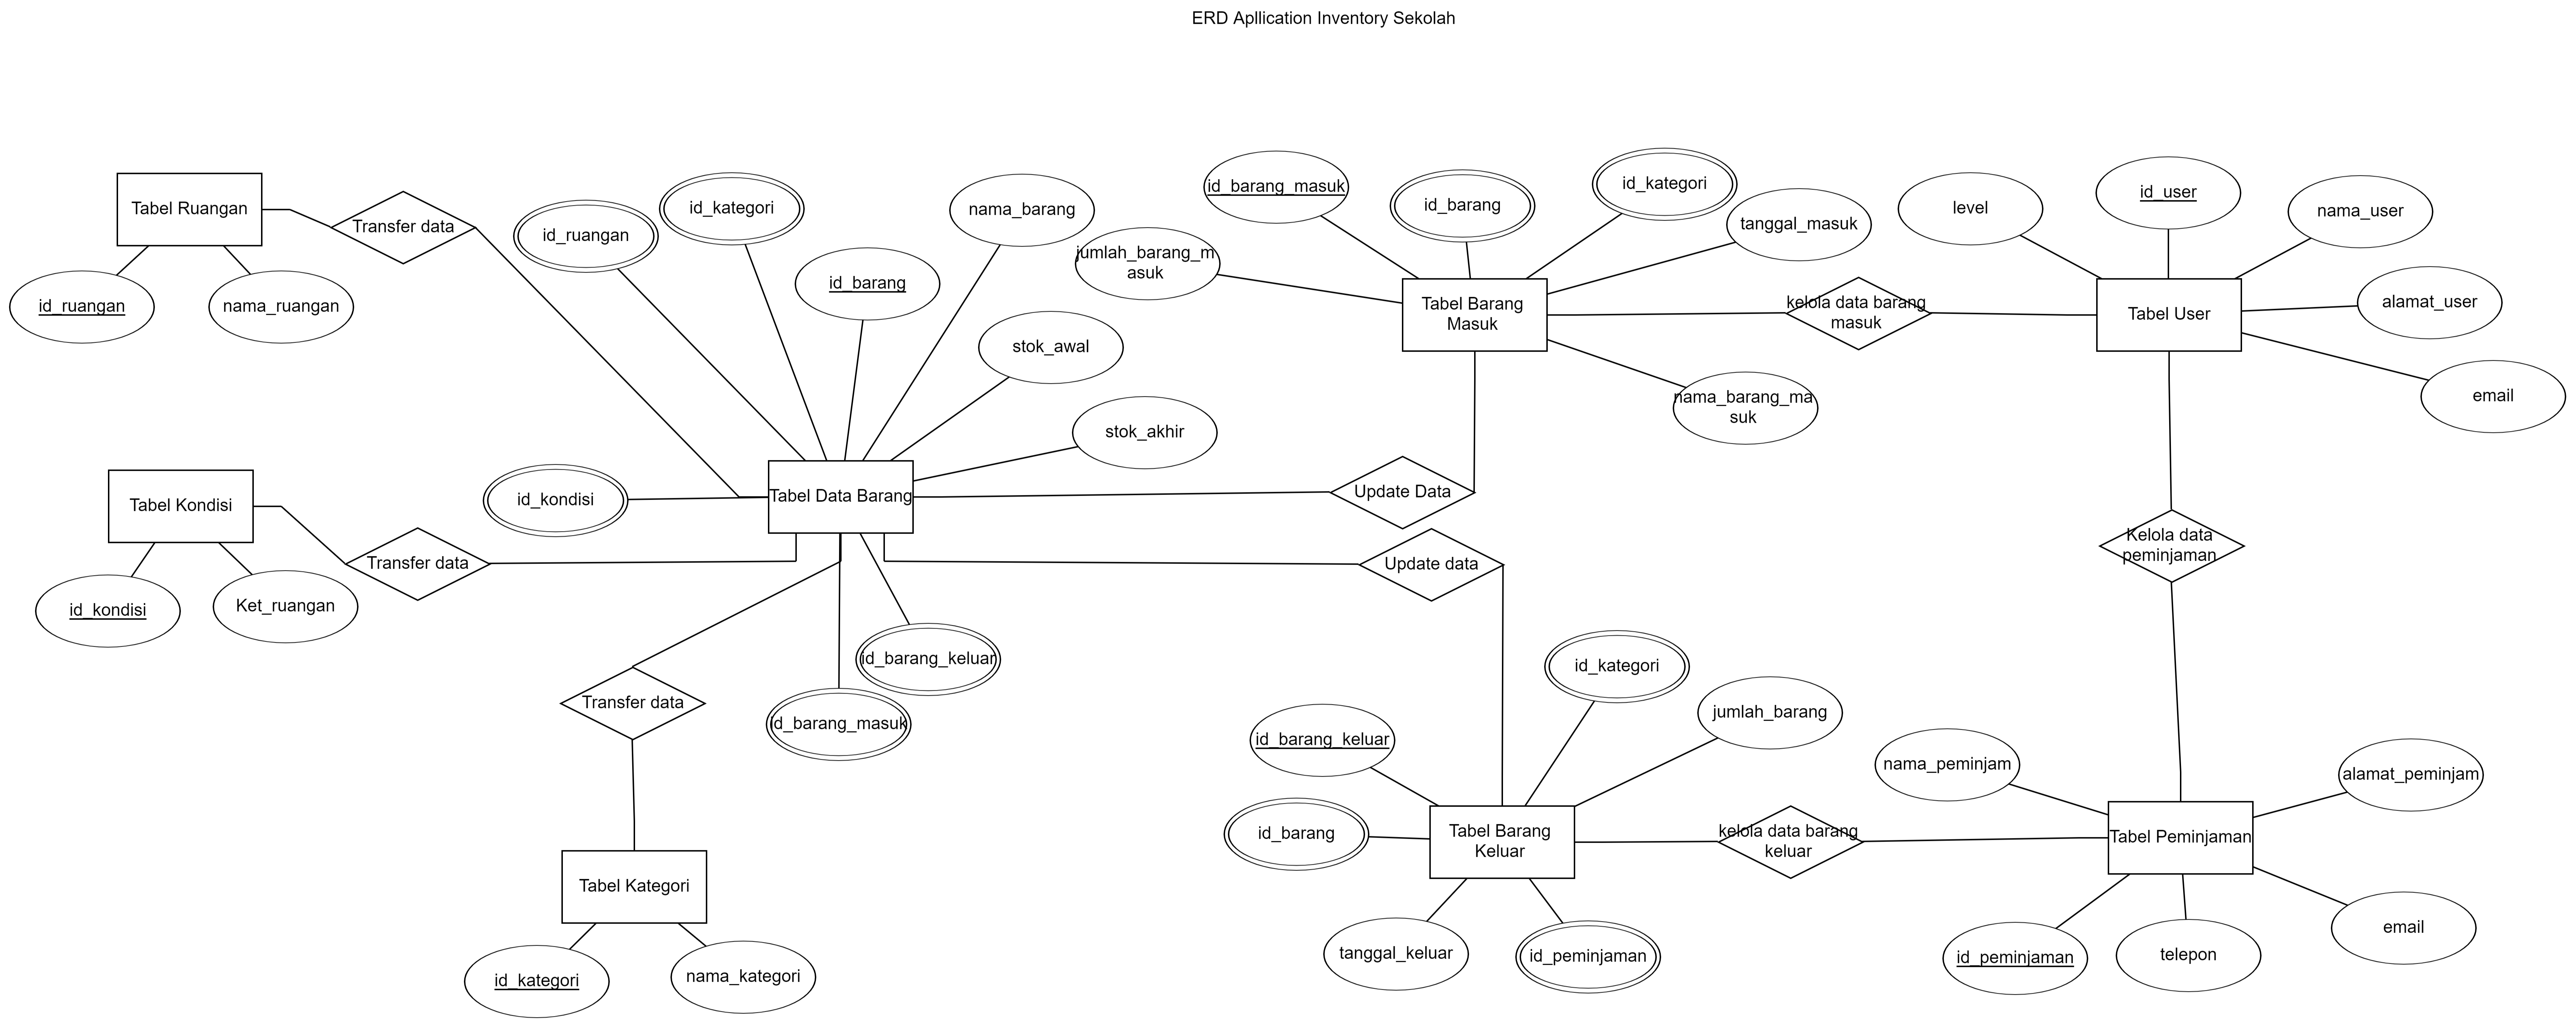 ERD Apllication Inventory Sekolah
Tabel Ruangan
Transfer data
id_ruangan
nama_ruangan
id_ruangan
id_kategori
id_barang
nama_barang
stok_awal
stok_akhir
id_kondisi
Tabel Data Barang
Tabel Kondisi
Transfer data
id_kondisi
Ket_ruangan
id_barang_keluar
id_barang_masuk
Transfer data
Tabel Kategori
id_kategori
nama_kategori
id_barang_masuk
id_barang
id_kategori
tanggal_masuk
jumlah_barang_m
asuk
Tabel Barang
Masuk
nama_barang_ma
suk
kelola data barang
masuk
Update Data
Update data
level
id_user
nama_user
alamat_user
email
Tabel User
Kelola data
peminjaman
id_kategori
jumlah_barang
id_barang_keluar
id_barang
Tabel Barang
Keluar
tanggal_keluar
id_peminjaman
kelola data barang
keluar
nama_peminjam
alamat_peminjam
Tabel Peminjaman
id_peminjaman
telepon
email